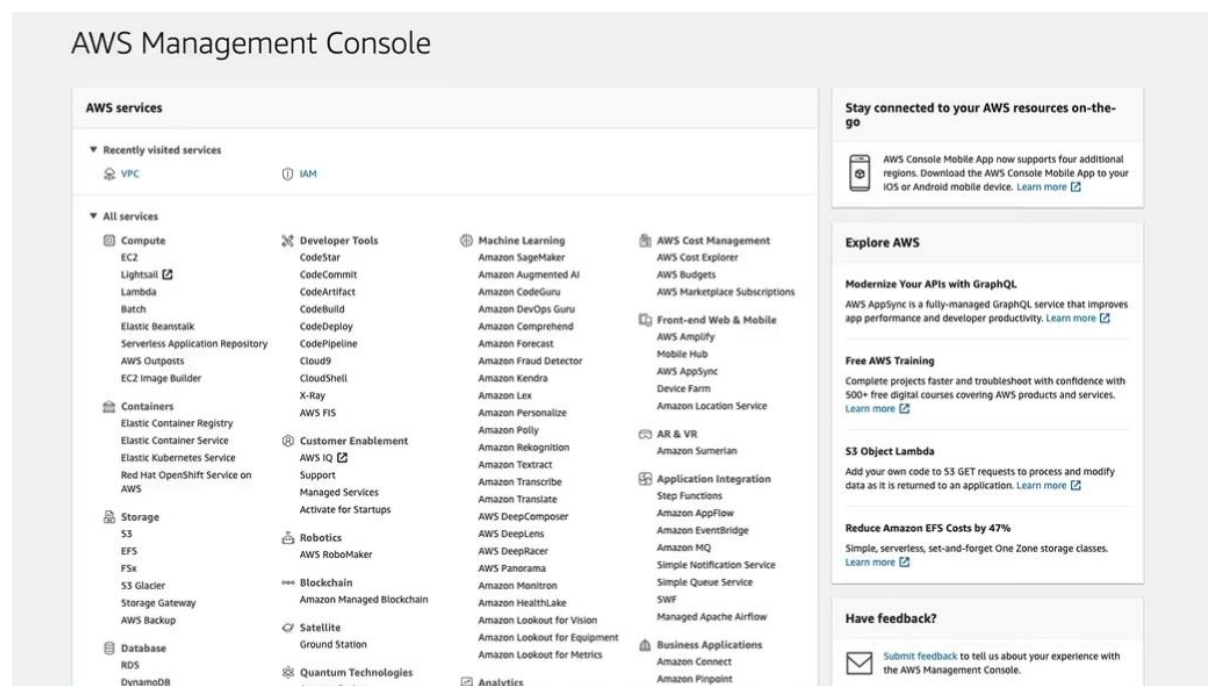 AWS Management Console
AWS services
Recently visited services
VPC
IAM
All services
Compute
EC2
Lightsail
Lambda
Batch
Elastic Beanstalk
Serverless Application Repository
AWS Outposts
EC2 Image Builder
Containers
Elastic Container Registry
Elastic Container Service
Elastic Kubernetes Service
Red Hat OpenShift Service on
AWS
Storage
S3
EFS
FSx
S3 Glacier
Storage Gateway
AWS Backup
Database
RDS
DynamoDB
Developer Tools
CodeStar
CodeCommit
CodeArtifact
CodeBuild
CodeDeploy
CodePipeline
Cloud9
CloudShell
X-Ray
AWS FIS
Customer Enablement
AWS IQ
Support
Managed Services
Activate for Startups
Robotics
AWS RoboMaker
Blockchain
Amazon Managed Blockchain
Satellite
Ground Station
Quantum Technologies
Machine Learning
Amazon SageMaker
Amazon Augmented AI
Amazon CodeGuru
Amazon DevOps Guru
Amazon Comprehend
Amazon Forecast
Amazon Fraud Detector
Amazon Kendra
Amazon Lex
Amazon Personalize
Amazon Polly
Amazon Rekognition
Amazon Textract
Amazon Transcribe
Amazon Translate
AWS DeepComposer
AWS DeepLens
AWS DeepRacer
AWS Panorama
Amazon Monitron
Amazon HealthLake
Amazon Lookout for Vision
Amazon Lookout for Equipment
Amazon Lookout for Metrics
Analytics
AWS Cost Management
AWS Cost Explorer
AWS Budgets
AWS Marketplace Subscriptions
Front-end Web & Mobile
AWS Amplify
Mobile Hub
AWS AppSync
Device Farm
Amazon Location Service
AR & VR
Amazon Sumerian
Application Integration
Step Functions
Amazon AppFlow
Amazon EventBridge
Amazon MQ
Simple Notification Service
Simple Queue Service
SWF
Managed Apache Airflow
Business Applications
Amazon Connect
Amazon Pinpoint
Stay connected to your AWS resources on-the-
go
AWS Console Mobile App now supports four additional
regions. Download the AWS Console Mobile App to your
iOS or Android mobile device. Learn more
Explore AWS
Modernize Your APIs with GraphQL
AWS AppSync is a fully-managed GraphQL service that improves
app performance and developer productivity. Learn more
Free AWS Training
Complete projects faster and troubleshoot with confidence with
500+ free digital courses covering AWS products and services.
Learn more
S3 Object Lambda
Add your own code to S3 GET requests to process and modify
data as it is returned to an application. Learn more
Reduce Amazon EFS Costs by 47%
Simple, serverless, set-and-forget One Zone storage classes.
Learn more
Have feedback?
Submit feedback to tell us about your experience with
the AWS Management Console.